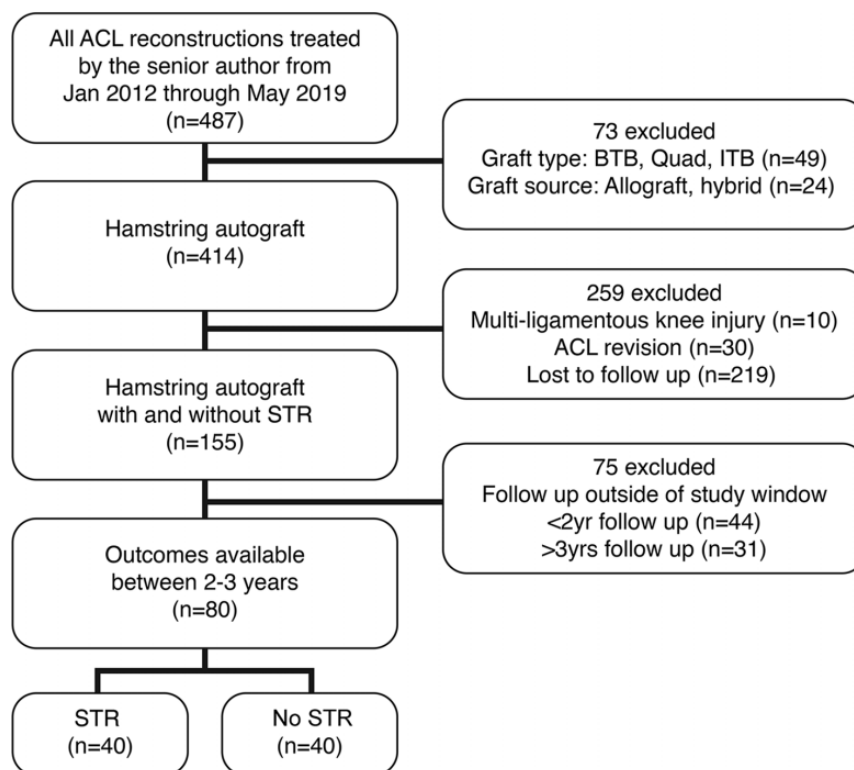 All ACL reconstructions treated
by the senior author from
Jan 2012 through May 2019
(n=487)
73 excluded
Graft type: BTB, Quad, ITB (n=49)
Graft source: Allograft, hybrid (n=24)
Hamstring autograft
(n=414)
259 excluded
Multi-ligamentous knee injury (n=10)
ACL revision (n=30)
Lost to follow up (n=219)
Hamstring autograft
with and without STR
(n=155)
75 excluded
Follow up outside of study window
<2yr follow up (n=44)
>3yrs follow up (n=31)
Outcomes available
between 2-3 years
(n=80)
STR
(n=40)
No STR
(n=40)